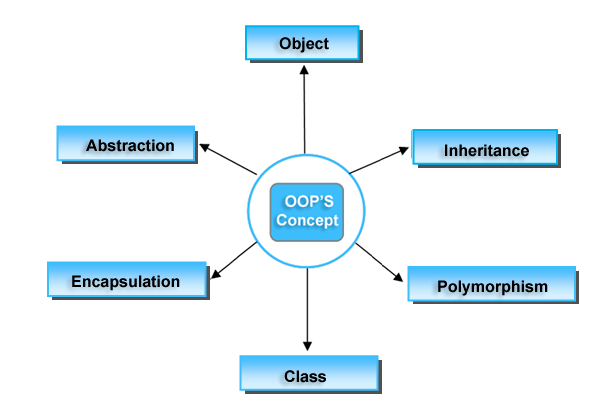 Object
Abstraction
Inheritance
OOP'S
Concept
Encapsulation
Polymorphism
Class